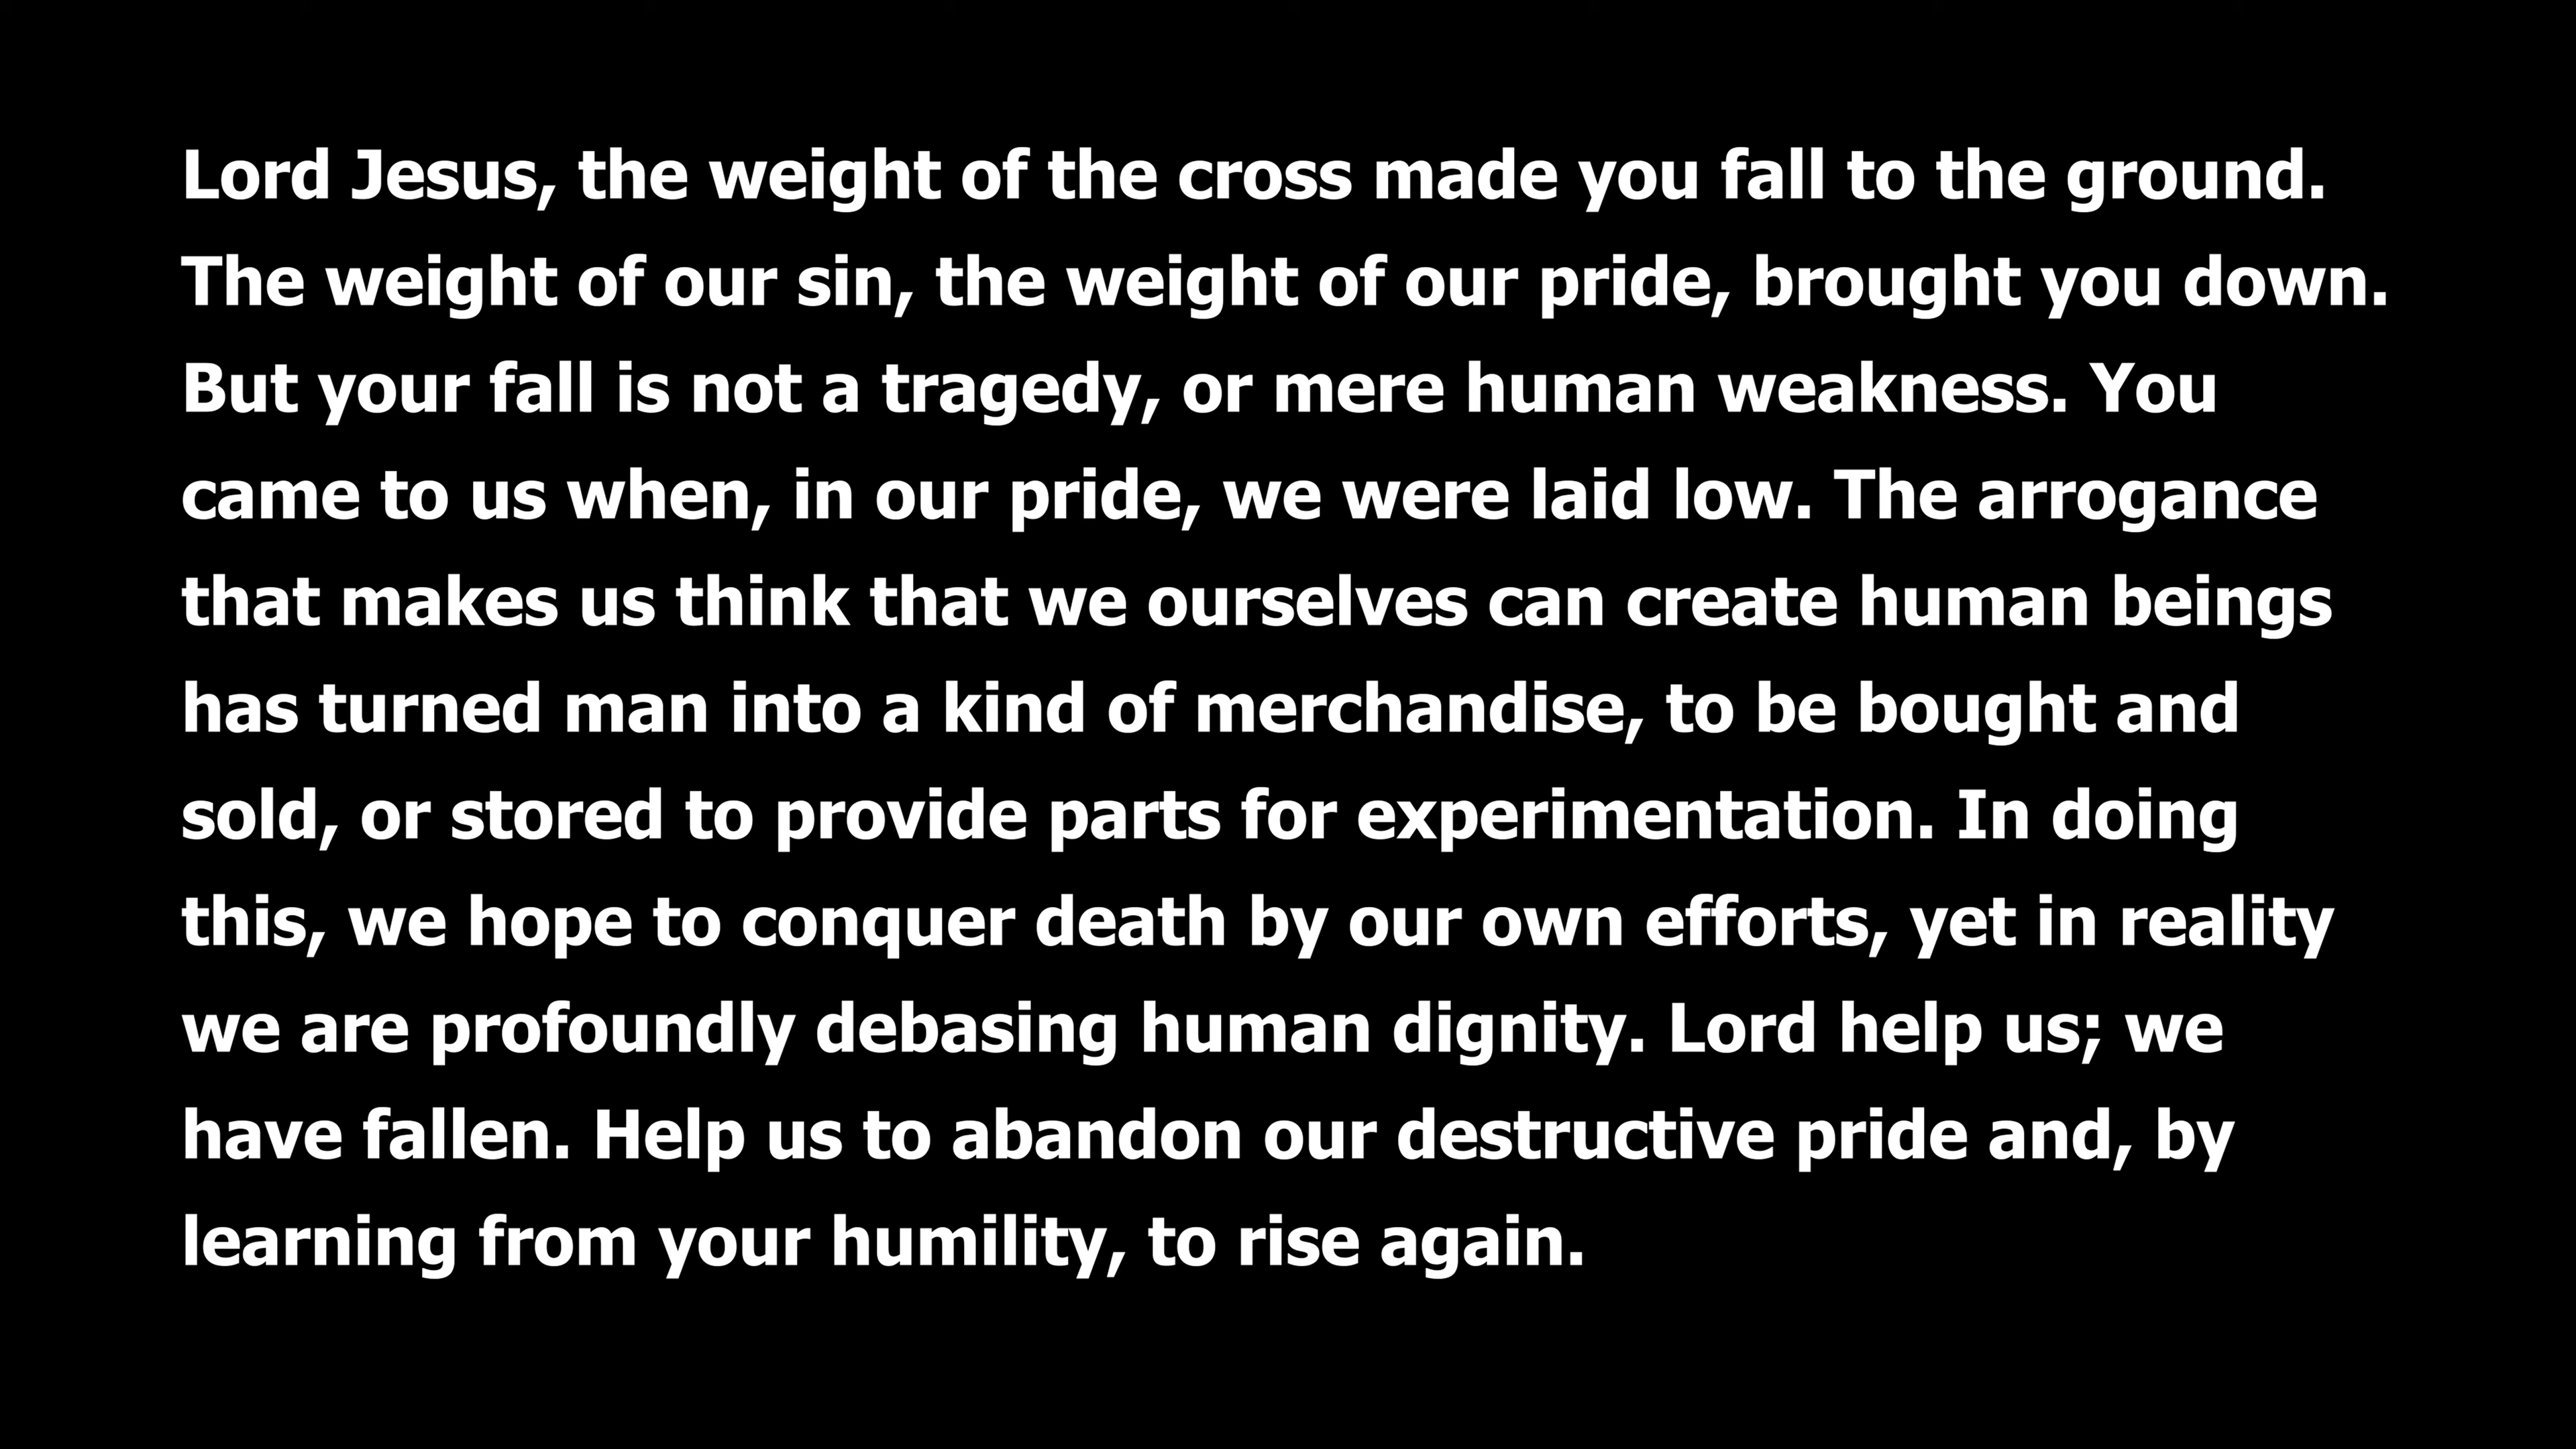 Lord Jesus, the weight of the cross made you fall to the ground.
The weight of our sin, the weight of our pride, brought you down.
But your fall is not a tragedy, or mere human weakness. You
came to us when, in our pride, we were laid low. The arrogance
that makes us think that we ourselves can create human beings
has turned man into a kind of merchandise, to be bought and
sold, or stored to provide parts for experimentation. In doing
this, we hope to conquer death by our own efforts, yet in reality
we are profoundly debasing human dignity. Lord help us; we
have fallen. Help us to abandon our destructive pride and, by
learning from your humility, to rise again.